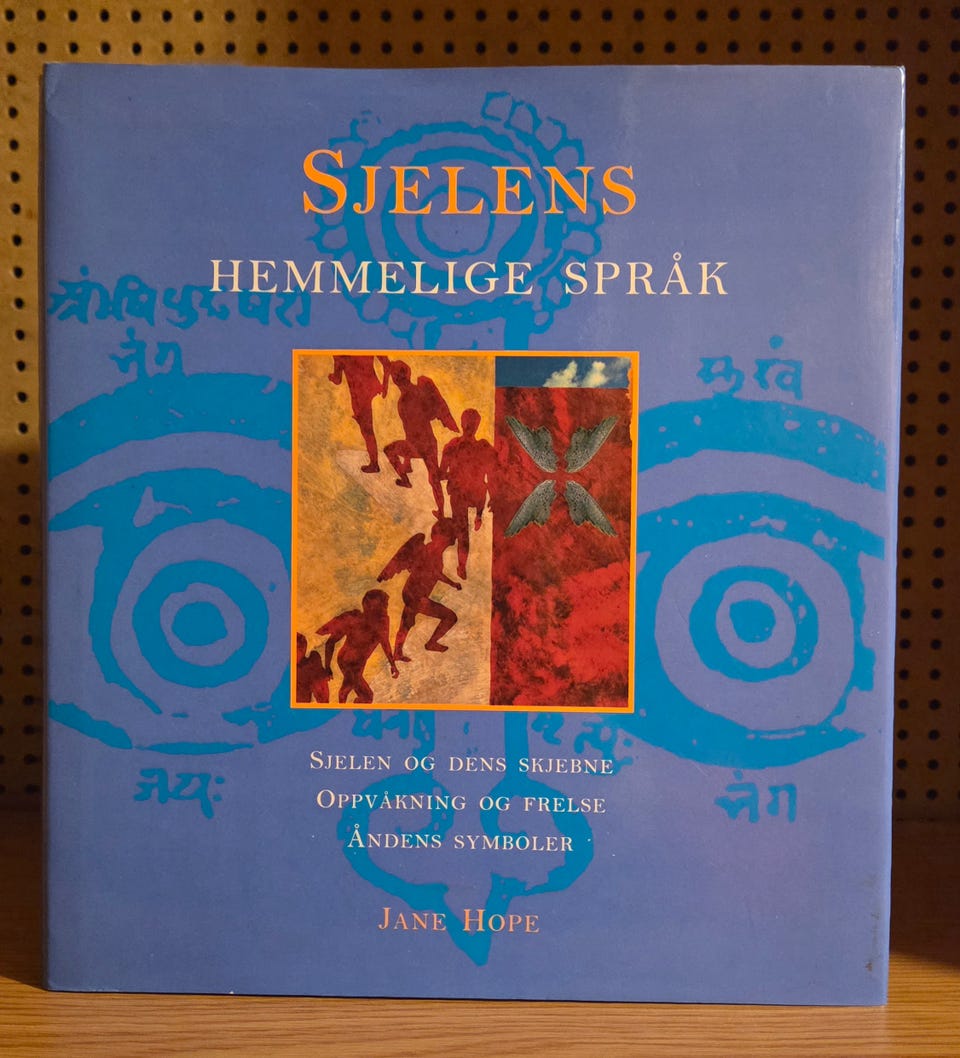 Sjelens
hemmelige språk
Sjelen og dens skjebne
Oppvåkning og frelse
Åndens symboler
Jane Hope